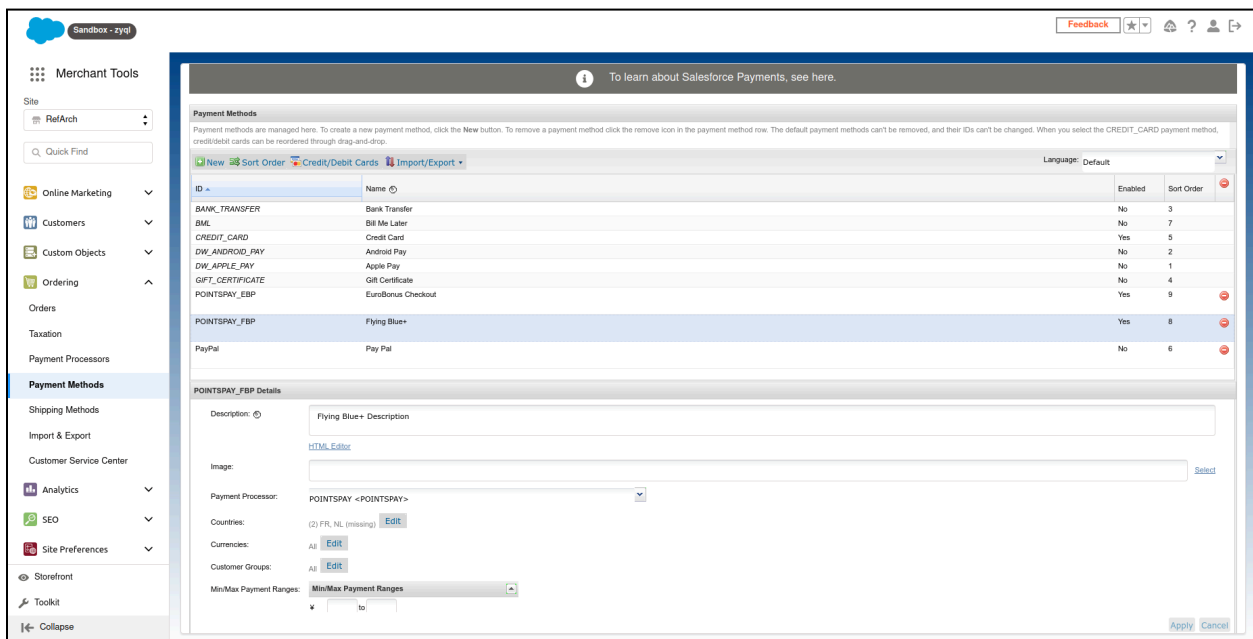 Sandbox - zyqi
Feedback
Merchant Tools
Site
RefArch
Quick Find
Online Marketing
Customers
Custom Objects
Ordering
Orders
Taxation
Payment Processors
Payment Methods
Shipping Methods
Import & Export
Customer Service Center
Analytics
SEO
Site Preferences
Storefront
Toolkit
Collapse
To learn about Salesforce Payments, see here.
Payment Methods
Payment methods are managed here. To create a new payment method, click the New button. To remove a payment method click the remove icon in the payment method row. The default payment methods can't be removed, and their IDs can't be changed. When you select the CREDIT_CARD payment method,
credit/debit cards can be reordered through drag-and-drop.
New Sort Order Credit/Debit Cards Import/Export Language: Default
ID Name Enabled Sort Order
BANK_TRANSFER Bank Transfer No 3
BML Bill Me Later No 7
CREDIT_CARD Credit Card Yes 5
DW_ANDROID_PAY Android Pay No 2
DW_APPLE_PAY Apple Pay No 1
GIFT_CERTIFICATE Gift Certificate No 4
POINTSPAY_EBP EuroBonus Checkout Yes 9
POINTSPAY_FBP Flying Blue+ Yes 8
PayPal Pay Pal No 6
POINTSPAY_FBP Details
Description: Flying Blue+ Description
HTML Editor
Image: Select
Payment Processor: POINTSPAY <POINTSPAY>
Countries: (2) FR, NL (missing) Edit
Currencies: All Edit
Customer Groups: All Edit
Min/Max Payment Ranges: Min/Max Payment Ranges
¥ to
Apply Cancel